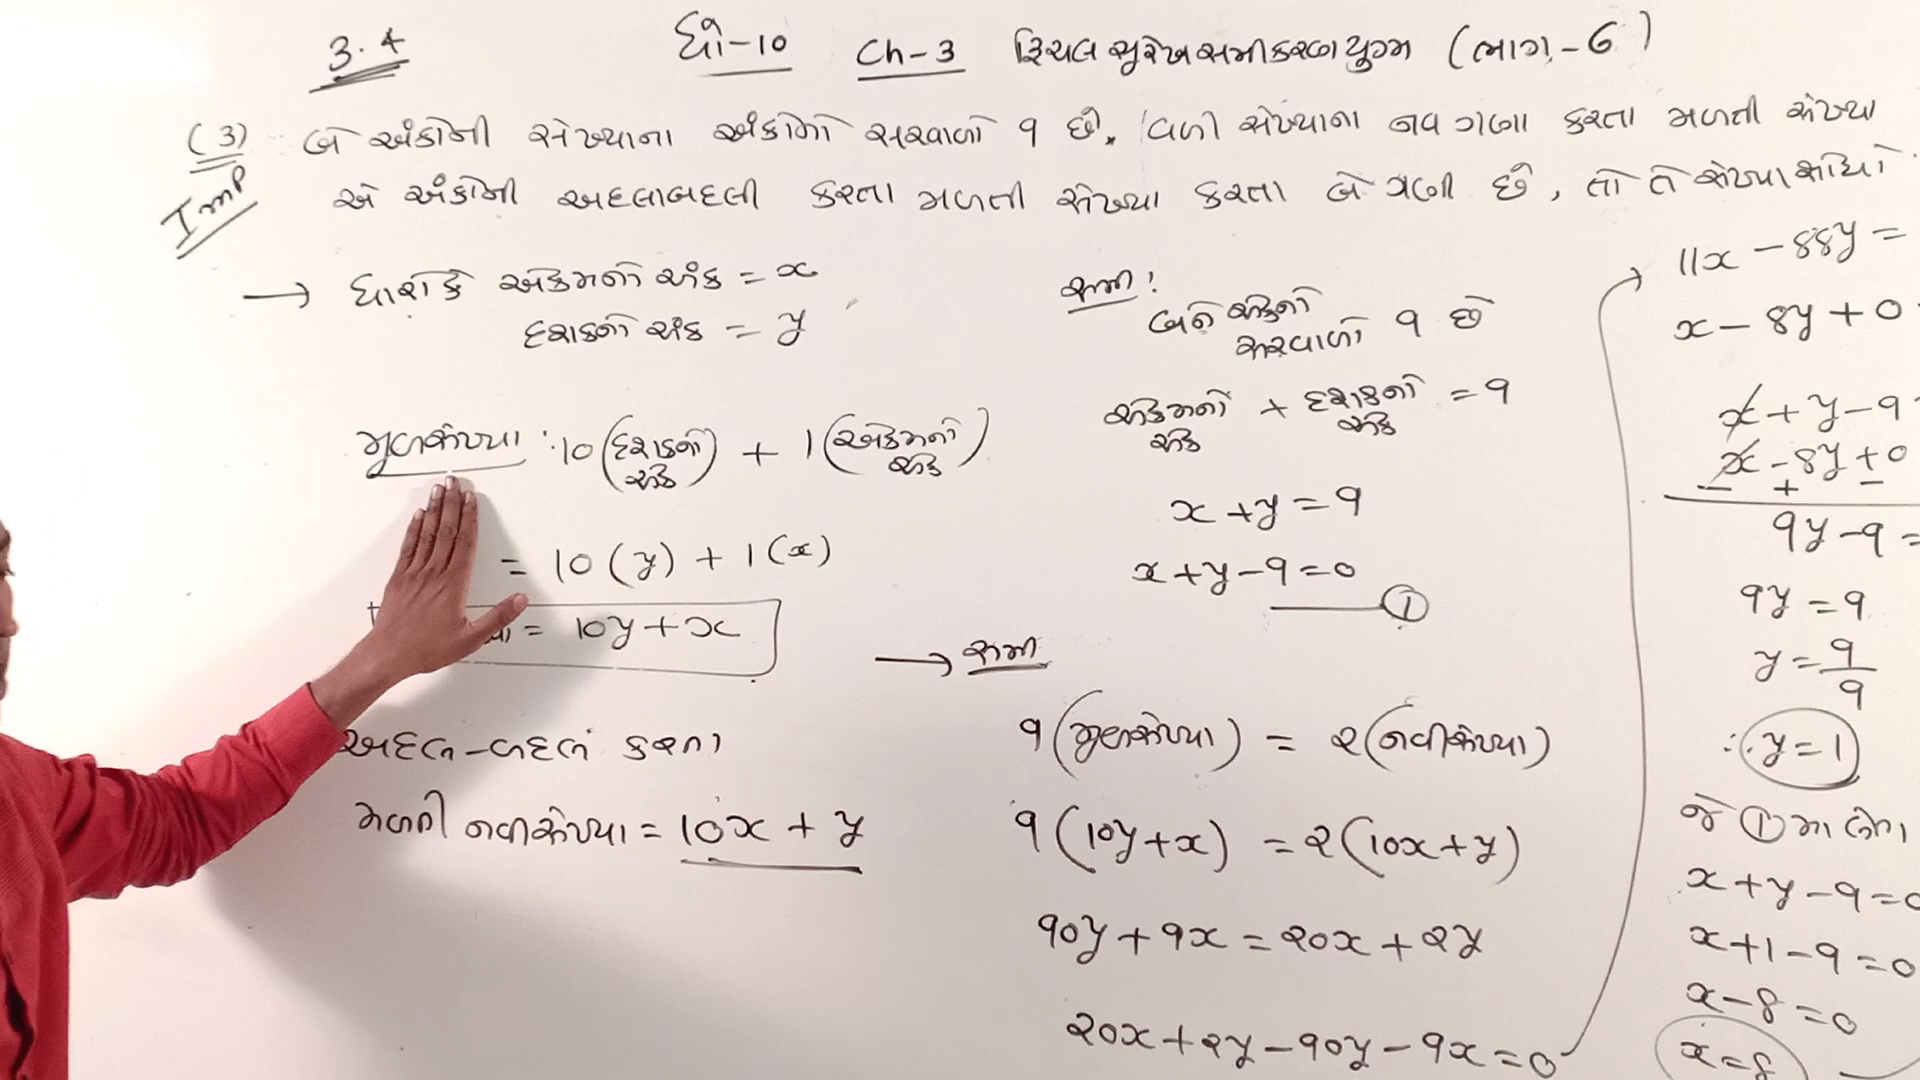 3.4
ધો-10 Ch-3 દ્વિચલ સુરેખ સમીકરણ યુગ્મ (ભાગ-6)
(3) બે અંકોની સંખ્યાના અંકોનો સરવાળો 9 છે. વળી સંખ્યાના નવ ગણા કરતા મળતી સંખ્યા
Imp એ અંકોની અદલાબદલી કરતા મળતી સંખ્યા કરતા બે ગણી છે, તો તે સંખ્યા શોધો
→ ધારો કે એકમનો અંક = x
દશકનો અંક = y
મુળસંખ્યા : 10(દશકનો અંક) + 1(એકમનો અંક)
= 10(y) + 1(x)
= 10y + x
અદલ-બદલ કરતા
મળતી નવીસંખ્યા = 10x + y
સમી:
બંને અંકોનો
સરવાળો 9 છે
એકમનો અંક + દશકનો અંક = 9
x + y = 9
x + y - 9 = 0
①
→ સમી
9(મુળસંખ્યા) = 2(નવીસંખ્યા)
9(10y + x) = 2(10x + y)
90y + 9x = 20x + 2y
20x + 2y - 90y - 9x = 0
11x - 88y =
x - 8y + 0
x + y - 9
x - 8y + 0
- + -
9y - 9 =
9y = 9
y = 9/9
∴ y = 1
જે ① મા લેતા
x + y - 9 = 0
x + 1 - 9 = 0
x - 8 = 0
x = 8